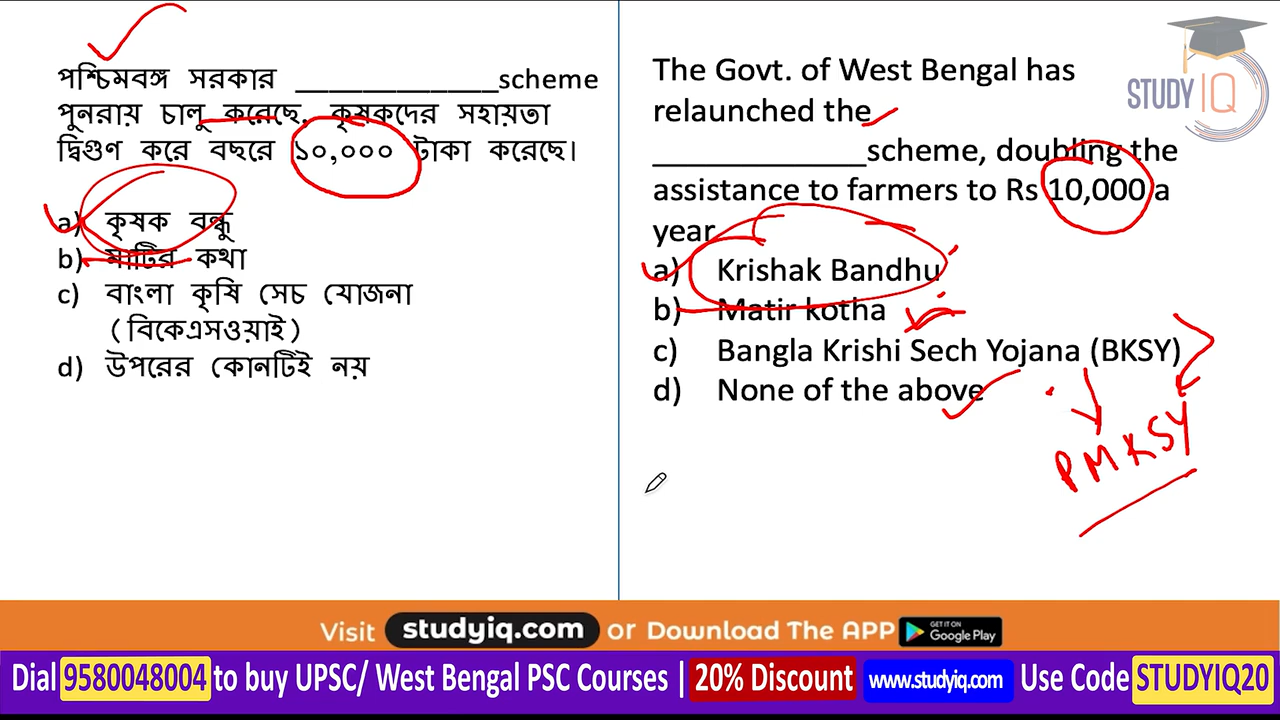 পশ্চিমবঙ্গ সরকার ______________scheme
পুনরায় চালু করেছে, কৃষকদের সহায়তা
দ্বিগুণ করে বছরে ১০,০০০ টাকা করেছে।
a) কৃষক বন্ধু
b) মাটির কথা
c) বাংলা কৃষি সেচ যোজনা
(বিকেএসওয়াই)
d) উপরের কোনটিই নয়
The Govt. of West Bengal has
relaunched the
______________scheme, doubling the
assistance to farmers to Rs 10,000 a
year
a) Krishak Bandhu
b) Matir kotha
c) Bangla Krishi Sech Yojana (BKSY)
d) None of the above
PMKSY
STUDY IQ
Visit studyiq.com or Download The APP GET IT ON Google Play
Dial 9580048004 to buy UPSC/ West Bengal PSC Courses | 20% Discount www.studyiq.com Use Code STUDYIQ20